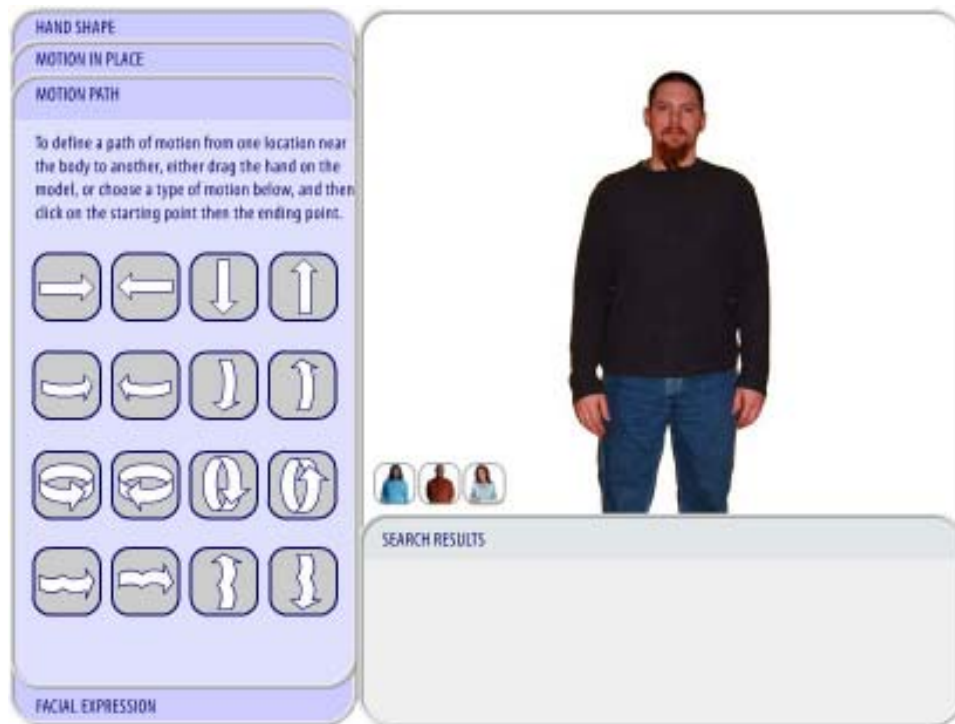 HAND SHAPE
MOTION IN PLACE
MOTION PATH
To define a path of motion from one location near
the body to another, either drag the hand on the
model, or choose a type of motion below, and then
click on the starting point then the ending point.
FACIAL EXPRESSION
SEARCH RESULTS